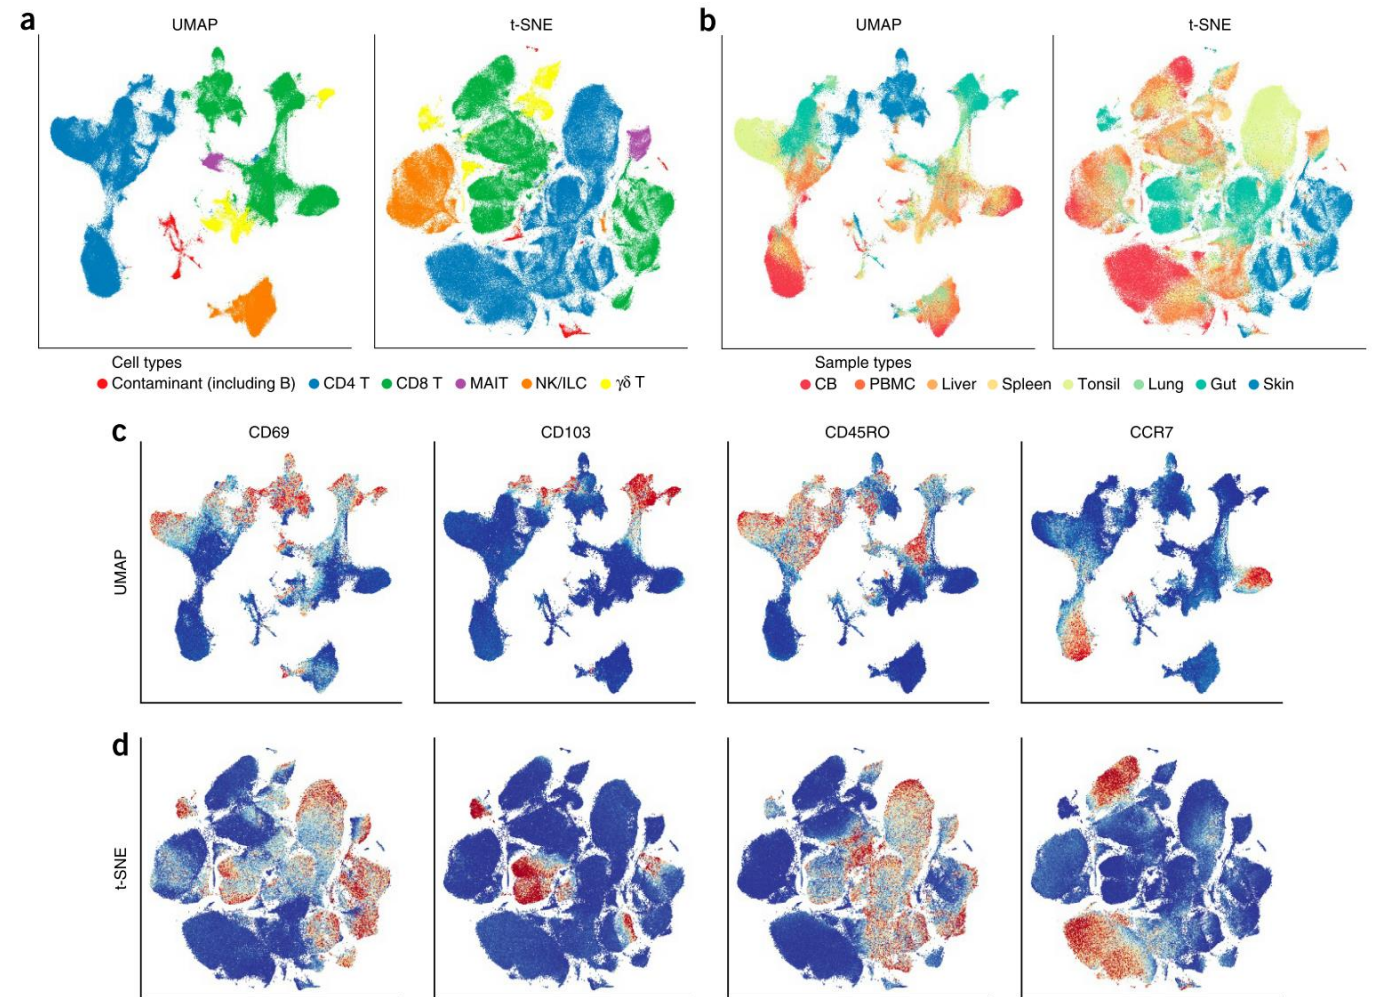 a
UMAP
t-SNE
b
UMAP
t-SNE
Cell types
Contaminant (including B) CD4 T CD8 T MAIT NK/ILC γδ T
Sample types
CB PBMC Liver Spleen Tonsil Lung Gut Skin
c
CD69
CD103
CD45RO
CCR7
UMAP
d
t-SNE